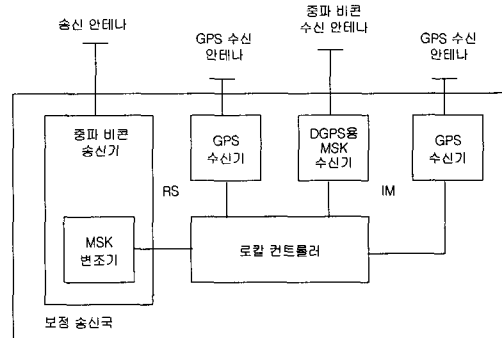 송신 안테나
GPS 수신
안테나
중파 비콘
수신 안테나
GPS 수신
안테나
중파 비콘
송신기
GPS
수신기
DGPS용
MSK
수신기
GPS
수신기
RS
IM
MSK
변조기
로칼 컨트롤러
보정 송신국